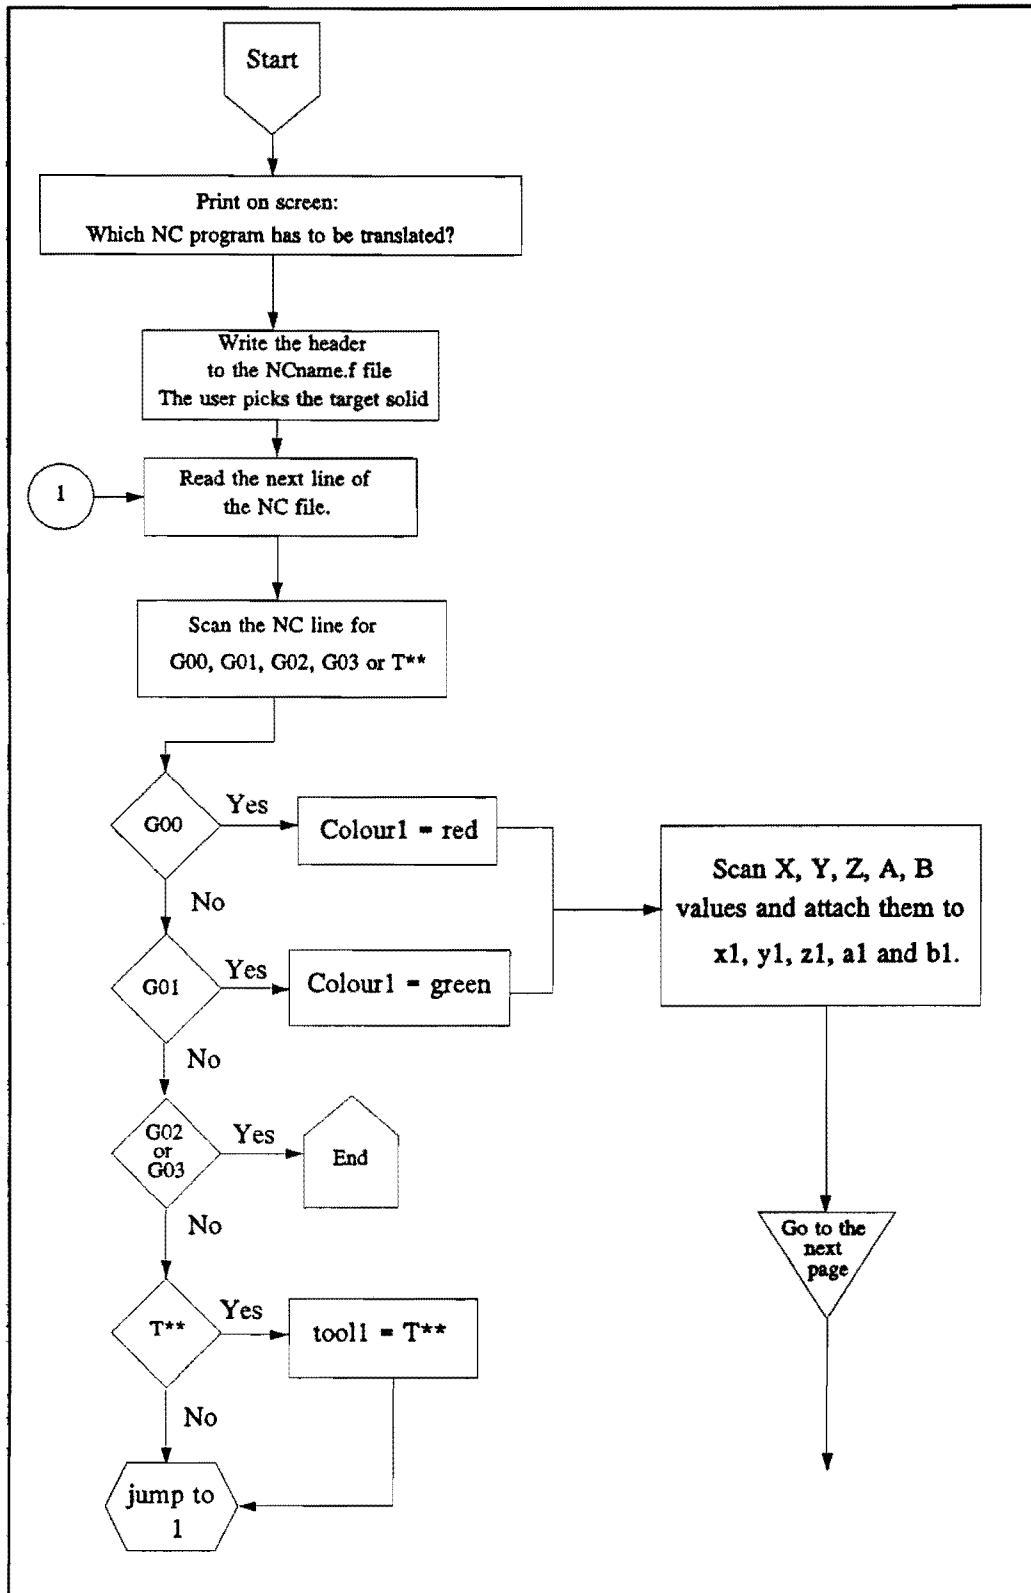 Start
Print on screen:
Which NC program has to be translated?
Write the header
to the NCname.f file
The user picks the target solid
1
Read the next line of
the NC file.
Scan the NC line for
G00, G01, G02, G03 or T**
G00
Yes
Colour1 = red
No
Scan X, Y, Z, A, B
values and attach them to
x1, y1, z1, a1 and b1.
G01
Yes
Colour1 = green
No
G02
or
G03
Yes
End
No
Go to the
next
page
T**
Yes
tool1 = T**
No
jump to
1